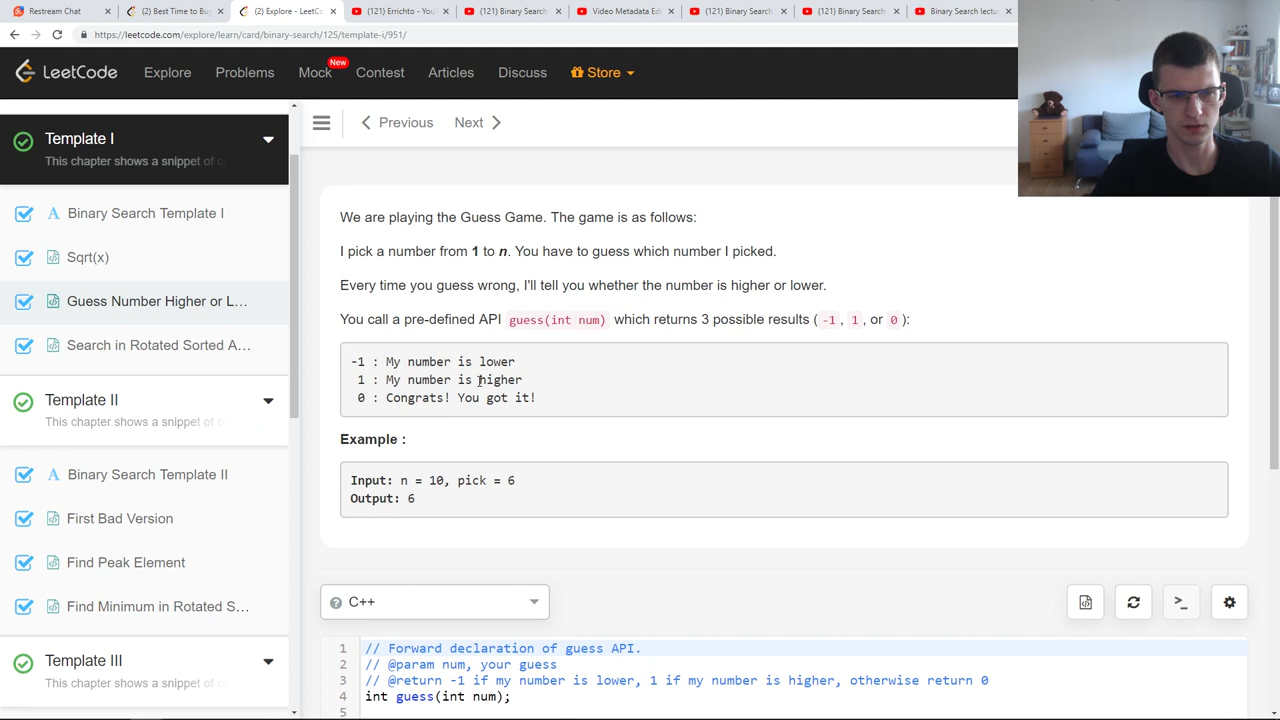 Restream Chat
(2) Best Time to Bu
(2) Explore - LeetCo
(121) Errichto - You
(121) Binary Search
Video Metadata Edi
(121) Binary Search
(121) Binary Search
Binary Search lectur
https://leetcode.com/explore/learn/card/binary-search/125/template-i/951/
LeetCode
Explore
Problems
Mock
New
Contest
Articles
Discuss
Store
Template I
This chapter shows a snippet of c
Binary Search Template I
Sqrt(x)
Guess Number Higher or L...
Search in Rotated Sorted A...
Template II
This chapter shows a snippet of c
Binary Search Template II
First Bad Version
Find Peak Element
Find Minimum in Rotated S...
Template III
This chapter shows a snippet of c
Previous
Next
We are playing the Guess Game. The game is as follows:
I pick a number from 1 to n. You have to guess which number I picked.
Every time you guess wrong, I'll tell you whether the number is higher or lower.
You call a pre-defined API guess(int num) which returns 3 possible results (-1, 1, or 0):
-1 : My number is lower
1 : My number is higher
0 : Congrats! You got it!
Example :
Input: n = 10, pick = 6
Output: 6
C++
1 // Forward declaration of guess API.
2 // @param num, your guess
3 // @return -1 if my number is lower, 1 if my number is higher, otherwise return 0
4 int guess(int num);
5